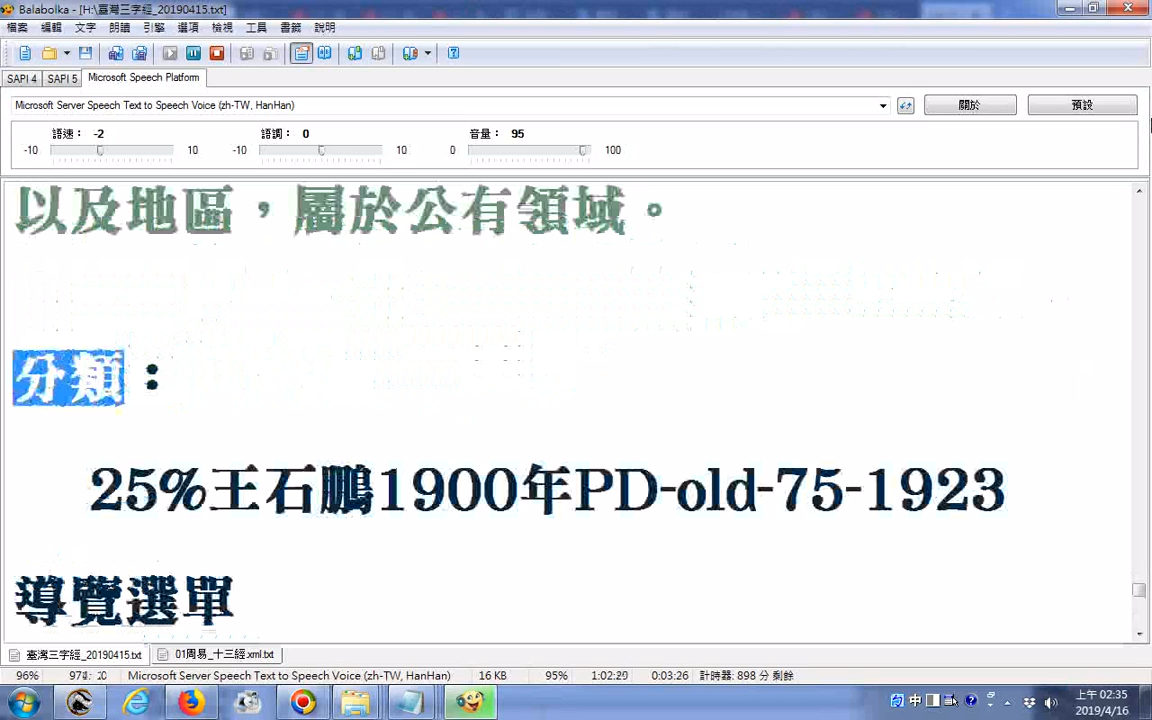 Balabolka - [H:\臺灣三字經_20190415.txt]
檔案 編輯 文字 朗讀 引擎 選項 檢視 工具 書籤 說明
SAPI 4 SAPI 5 Microsoft Speech Platform
Microsoft Server Speech Text to Speech Voice (zh-TW, HanHan) 關於 預設
語速： -2 語調： 0 音量： 95
-10 10 -10 10 0 100
以及地區，屬於公有領域。
分類：
25%王石鵬1900年PD-old-75-1923
導覽選單
臺灣三字經_20190415.txt 01周易_十三經.xml.txt
96% Microsoft Server Speech Text to Speech Voice (zh-TW, HanHan) 16 KB 95% 1:02:20 0:03:26 計時器: 898 分 剩餘
中 上午 02:35
2019/4/16